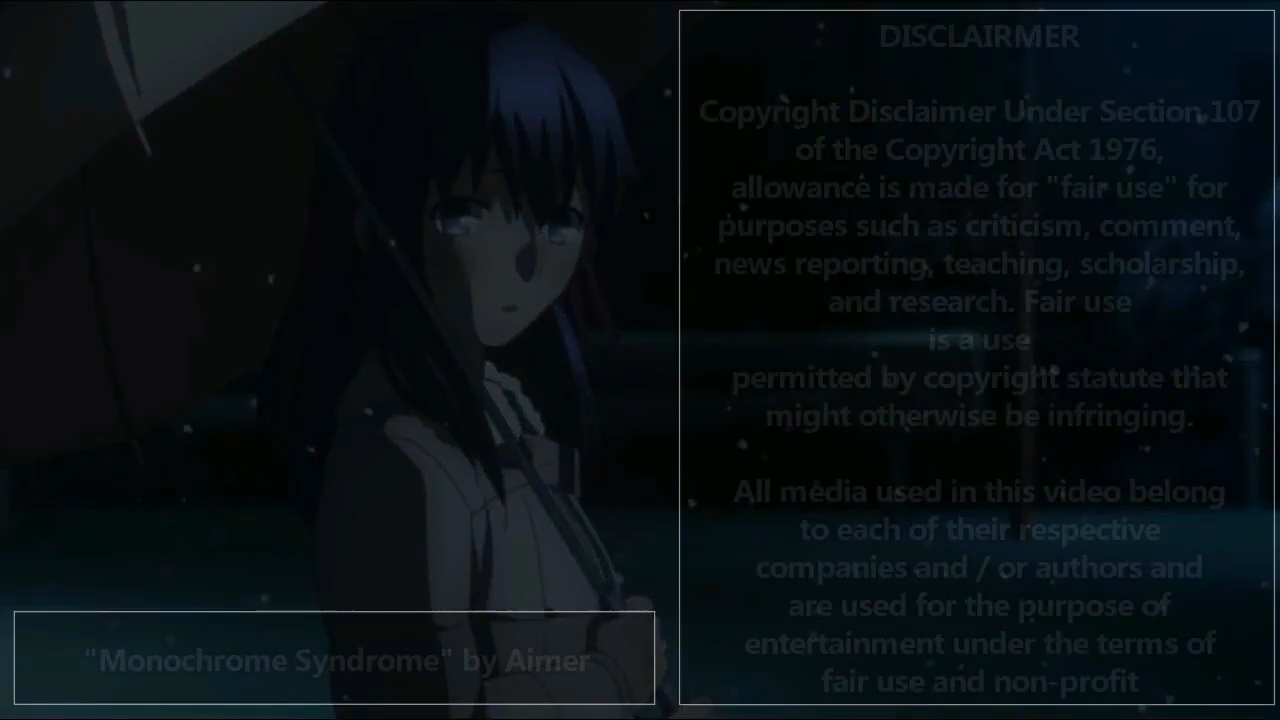 DISCLAIRMER
Copyright Disclaimer Under Section 107
of the Copyright Act 1976,
allowance is made for "fair use" for
purposes such as criticism, comment,
news reporting, teaching, scholarship,
and research. Fair use
is a use
permitted by copyright statute that
might otherwise be infringing.
All media used in this video belong
to each of their respective
companies and / or authors and
are used for the purpose of
entertainment under the terms of
fair use and non-profit
"Monochrome Syndrome" by Aimer